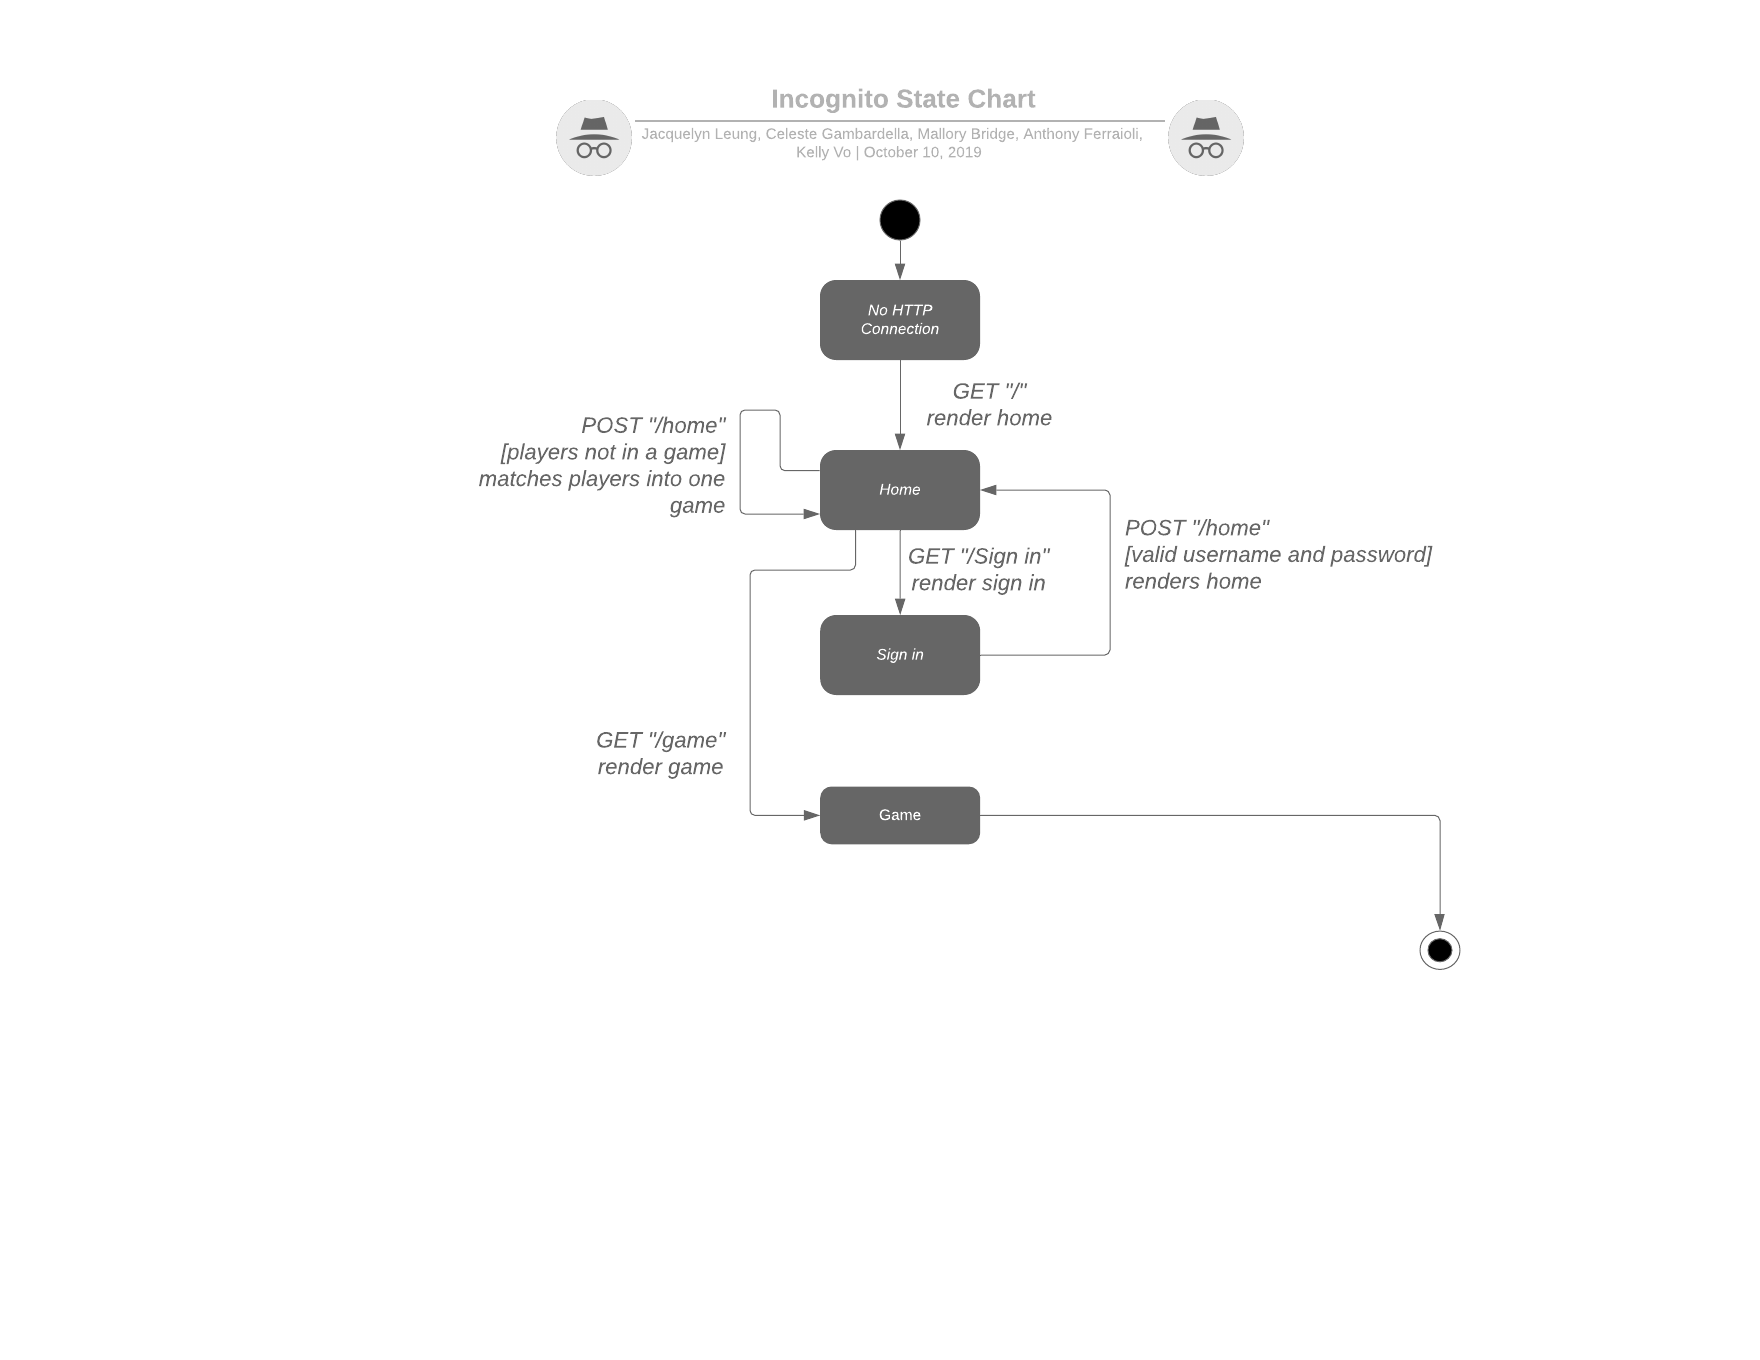 Incognito State Chart
Jacquelyn Leung, Celeste Gambardella, Mallory Bridge, Anthony Ferraioli,
Kelly Vo | October 10, 2019
No HTTP
Connection
GET "/"
render home
POST "/home"
[players not in a game]
matches players into one
game
Home
GET "/Sign in"
render sign in
POST "/home"
[valid username and password]
renders home
Sign in
GET "/game"
render game
Game